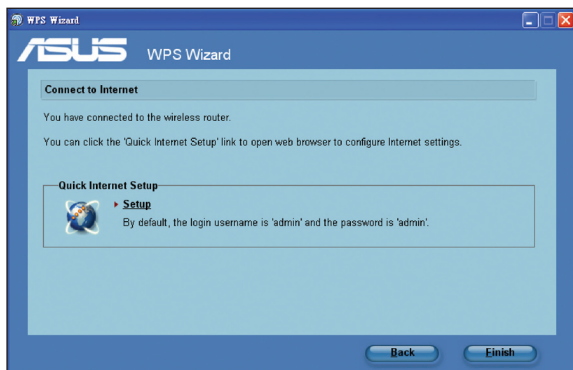 WPS Wizard
ASUS WPS Wizard
Connect to Internet
You have connected to the wireless router.
You can click the 'Quick Internet Setup' link to open web browser to configure Internet settings.
Quick Internet Setup
Setup
By default, the login username is 'admin' and the password is 'admin'.
Back Finish